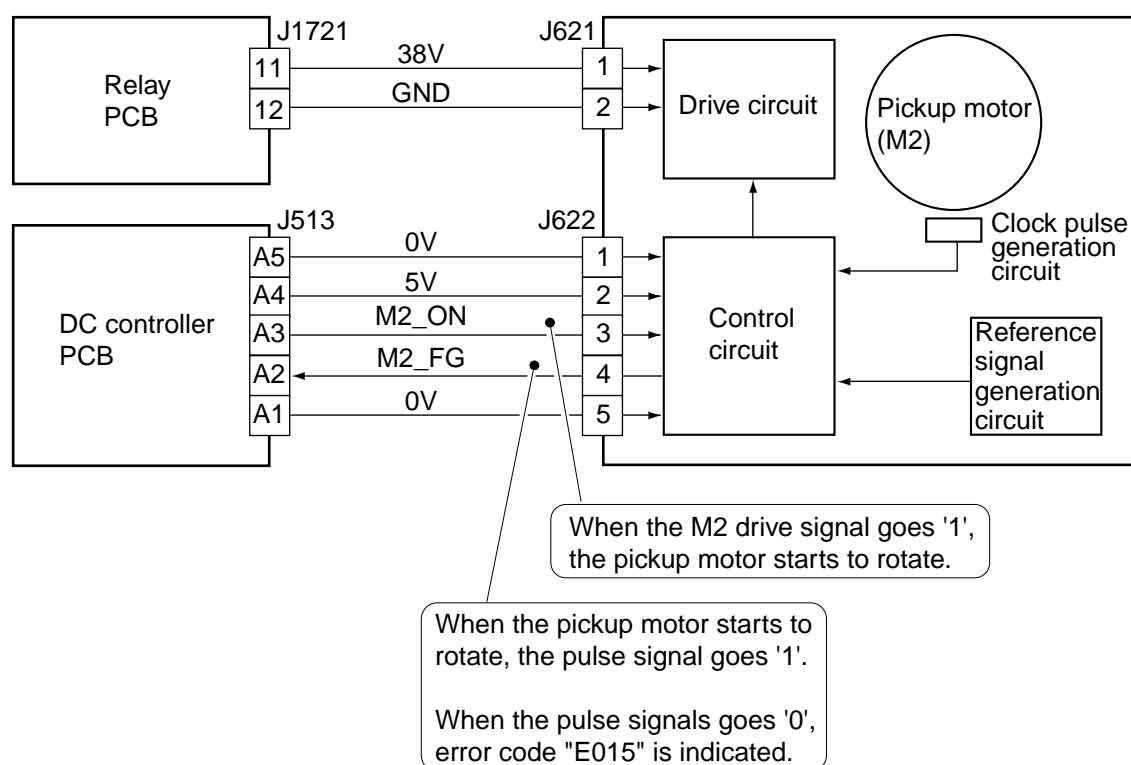 J1721
J621
Relay
PCB
11
38V
1
12
GND
2
Drive circuit
Pickup motor
(M2)
J513
J622
Clock pulse
generation
circuit
DC controller
PCB
A5
0V
1
A4
5V
2
A3
M2_ON
3
A2
M2_FG
4
A1
0V
5
Control
circuit
Reference
signal
generation
circuit
When the M2 drive signal goes '1',
the pickup motor starts to rotate.
When the pickup motor starts to
rotate, the pulse signal goes '1'.
When the pulse signals goes '0',
error code "E015" is indicated.